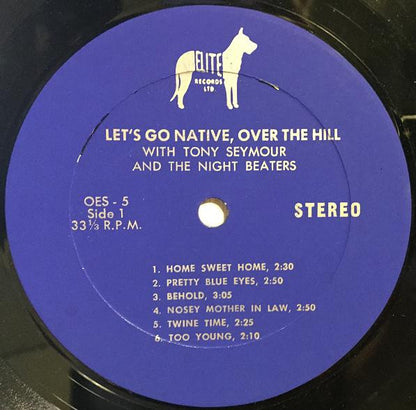 ELITE
RECORDS
LTD
LET'S GO NATIVE, OVER THE HILL
WITH TONY SEYMOUR
AND THE NIGHT BEATERS
OES - 5
Side 1
33⅓ R.P.M.
STEREO
1. HOME SWEET HOME, 2:30
2. PRETTY BLUE EYES, 2:50
3. BEHOLD, 3:05
4. NOSEY MOTHER IN LAW, 2:50
5. TWINE TIME, 2:25
6. TOO YOUNG, 2:10